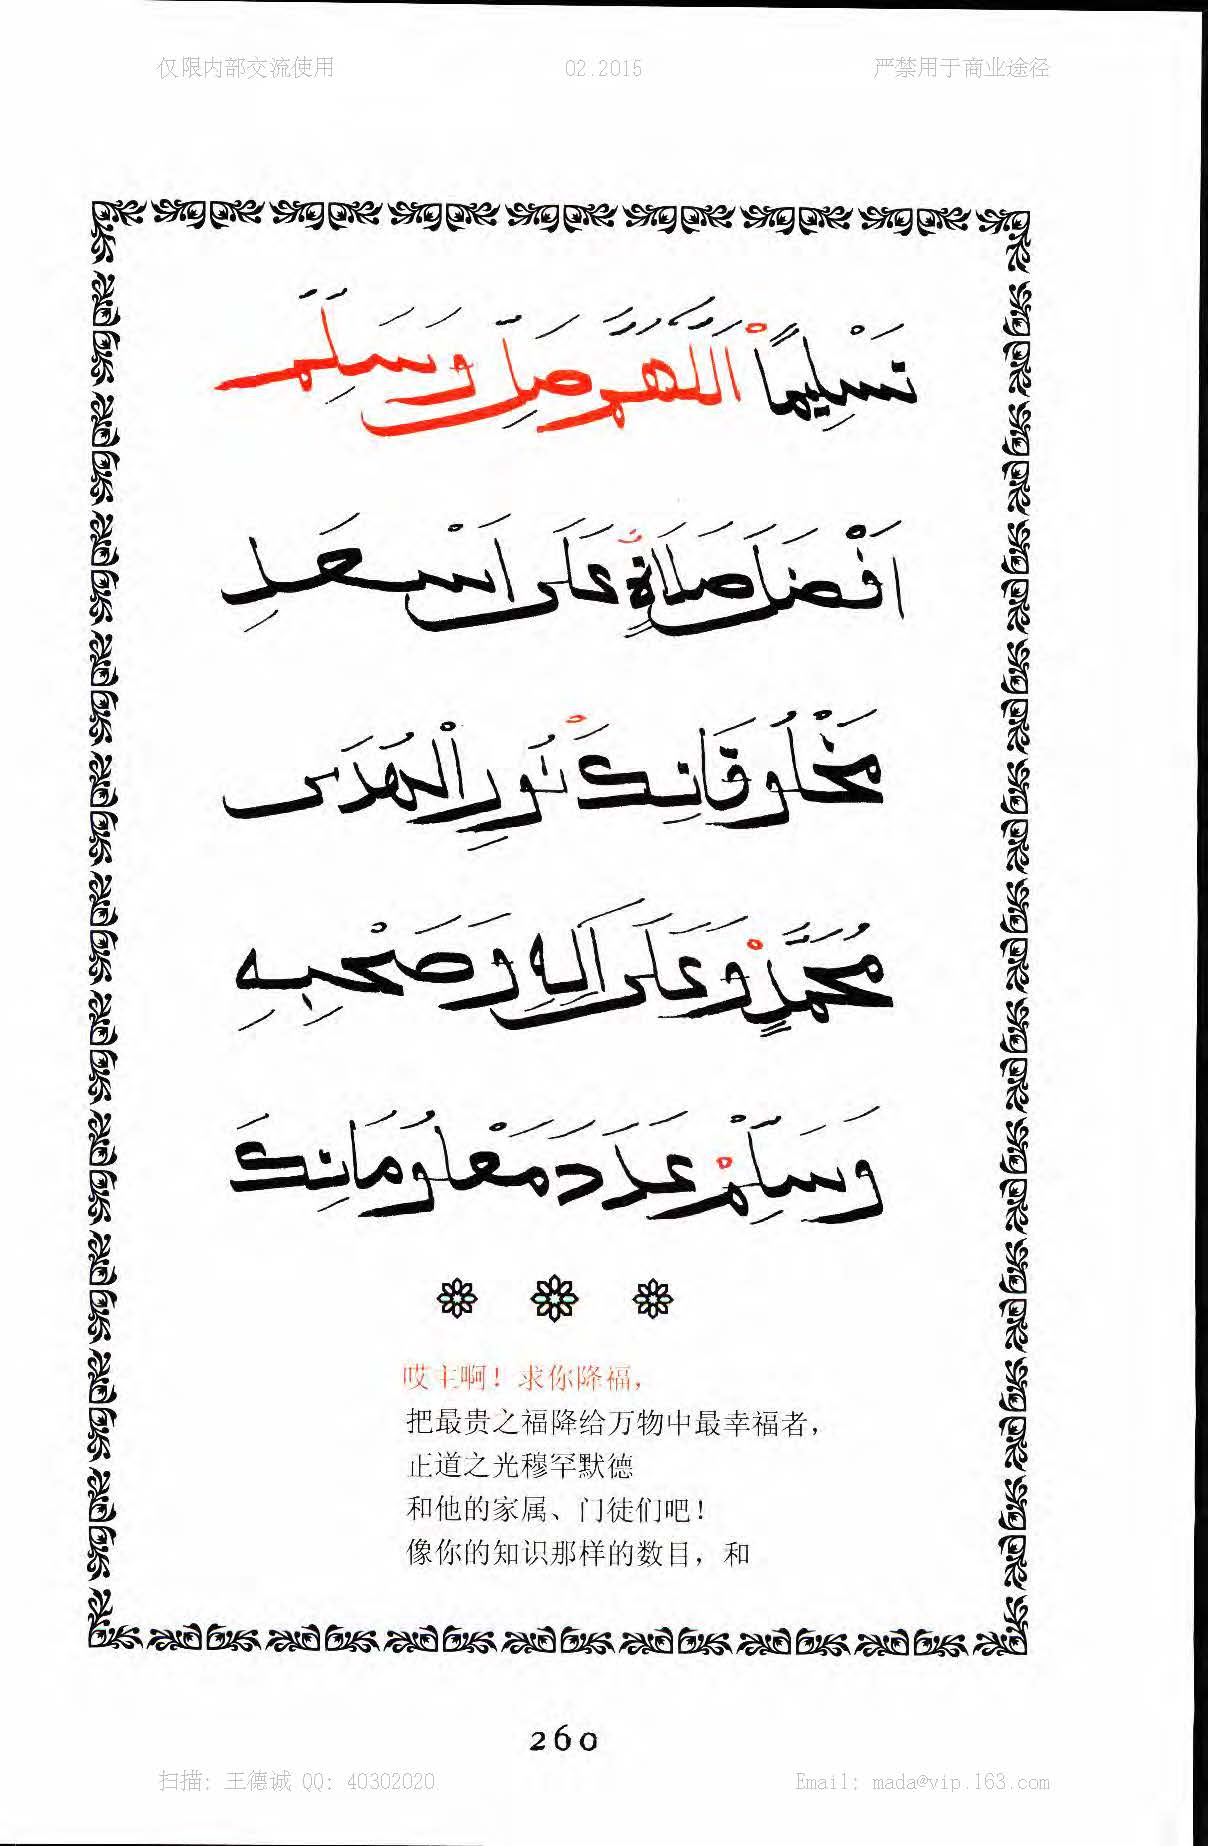 仅限内部交流使用 02.2015 严禁用于商业途径
تَسْلِيمًا اَللّٰهُمَّ صَلِّ وَسَلِّمْ
اَفْضَلَ صَلَاةٍ عَلَى اَسْعَدِ
مَخْلُوقَاتِكَ نُورِ الْهُدَى
مُحَمَّدٍ وَعَلَى آلِهِ وَصَحْبِهِ
وَسَلِّمْ عَدَدَ مَعْلُومَاتِكَ
哎主啊！求你降福，
把最贵之福降给万物中最幸福者，
正道之光穆罕默德
和他的家属、门徒们吧！
像你的知识那样的数目，和
260
扫描: 王德诚 QQ: 40302020 Email: mada@vip.163.com